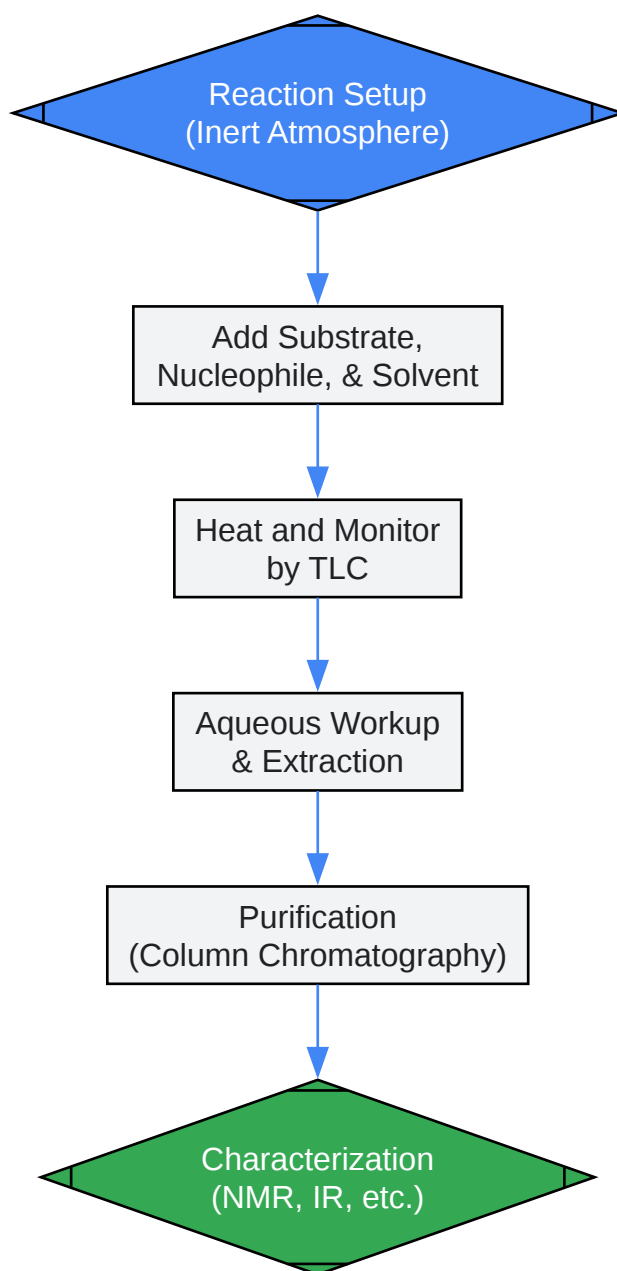 Reaction Setup
(Inert Atmosphere)
Add Substrate,
Nucleophile, & Solvent
Heat and Monitor
by TLC
Aqueous Workup
& Extraction
Purification
(Column Chromatography)
Characterization
(NMR, IR, etc.)